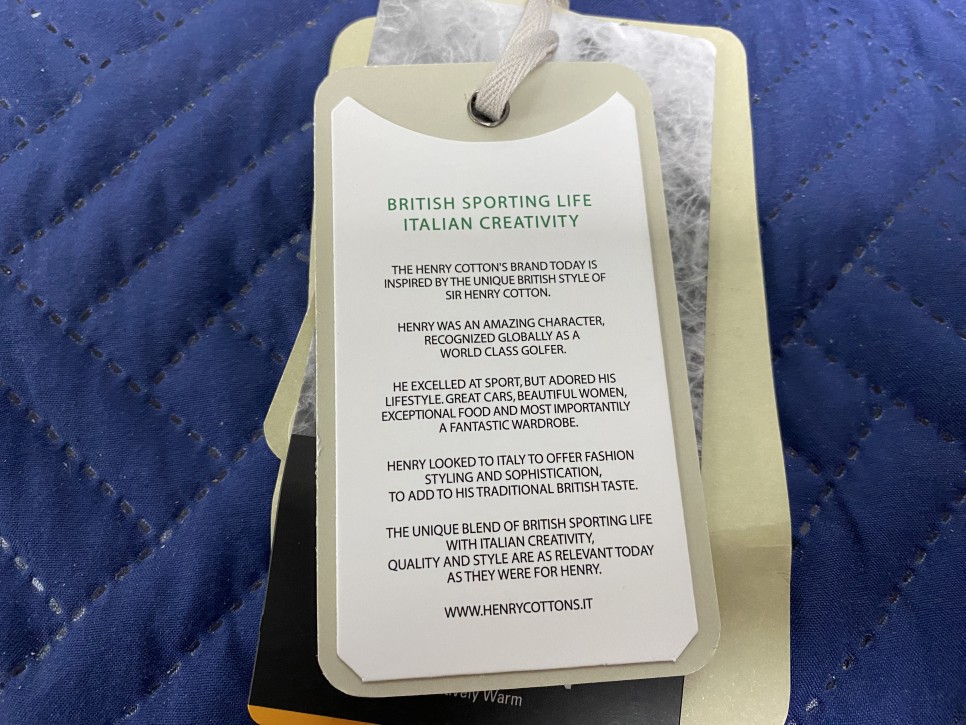 BRITISH SPORTING LIFE
ITALIAN CREATIVITY
THE HENRY COTTON'S BRAND TODAY IS
INSPIRED BY THE UNIQUE BRITISH STYLE OF
SIR HENRY COTTON.
HENRY WAS AN AMAZING CHARACTER,
RECOGNIZED GLOBALLY AS A
WORLD CLASS GOLFER.
HE EXCELLED AT SPORT, BUT ADORED HIS
LIFESTYLE. GREAT CARS, BEAUTIFUL WOMEN,
EXCEPTIONAL FOOD AND MOST IMPORTANTLY
A FANTASTIC WARDROBE.
HENRY LOOKED TO ITALY TO OFFER FASHION
STYLING AND SOPHISTICATION,
TO ADD TO HIS TRADITIONAL BRITISH TASTE.
THE UNIQUE BLEND OF BRITISH SPORTING LIFE
WITH ITALIAN CREATIVITY,
QUALITY AND STYLE ARE AS RELEVANT TODAY
AS THEY WERE FOR HENRY.
WWW.HENRYCOTTONS.IT
Warm